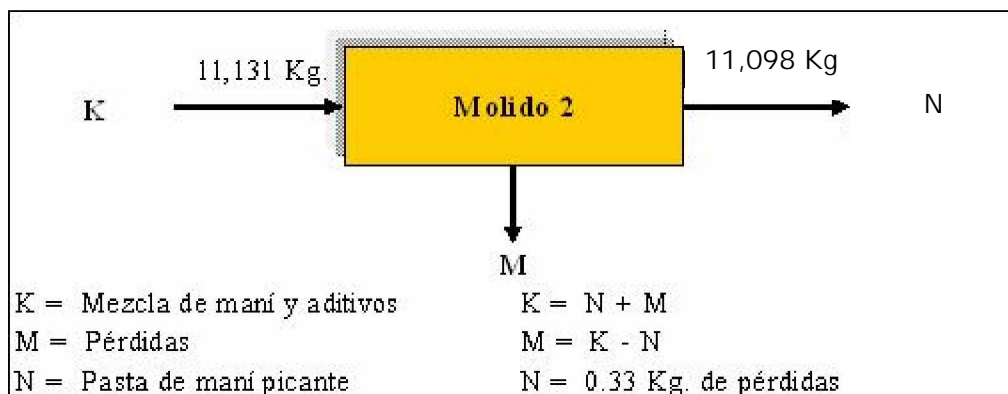 11,131 Kg.
11,098 Kg
K
Molido 2
N
M
K = Mezcla de maní y aditivos
K = N + M
M = Pérdidas
M = K - N
N = Pasta de maní picante
N = 0.33 Kg. de pérdidas